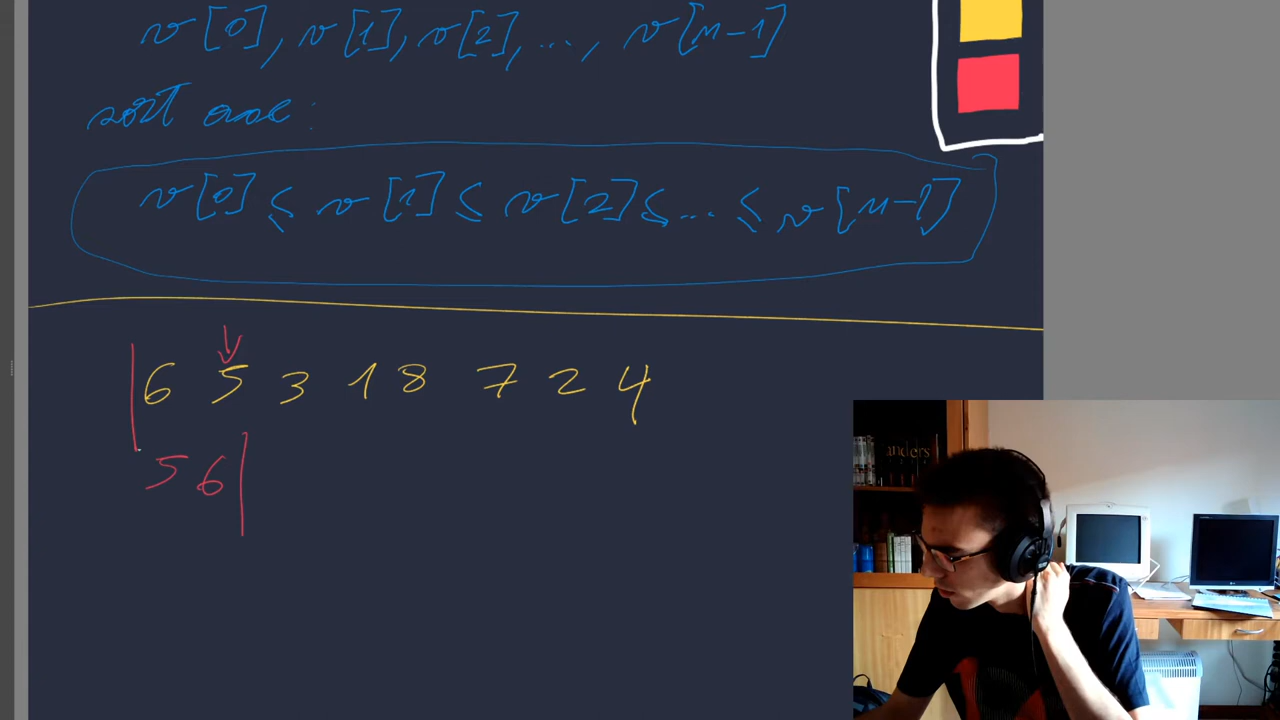 v[0], v[1], v[2], ..., v[n-1]
sort asc:
v[0] ≤ v[1] ≤ v[2] ≤ ... ≤ v[n-1]
6 5 3 1 8 7 2 4
5 6
anders